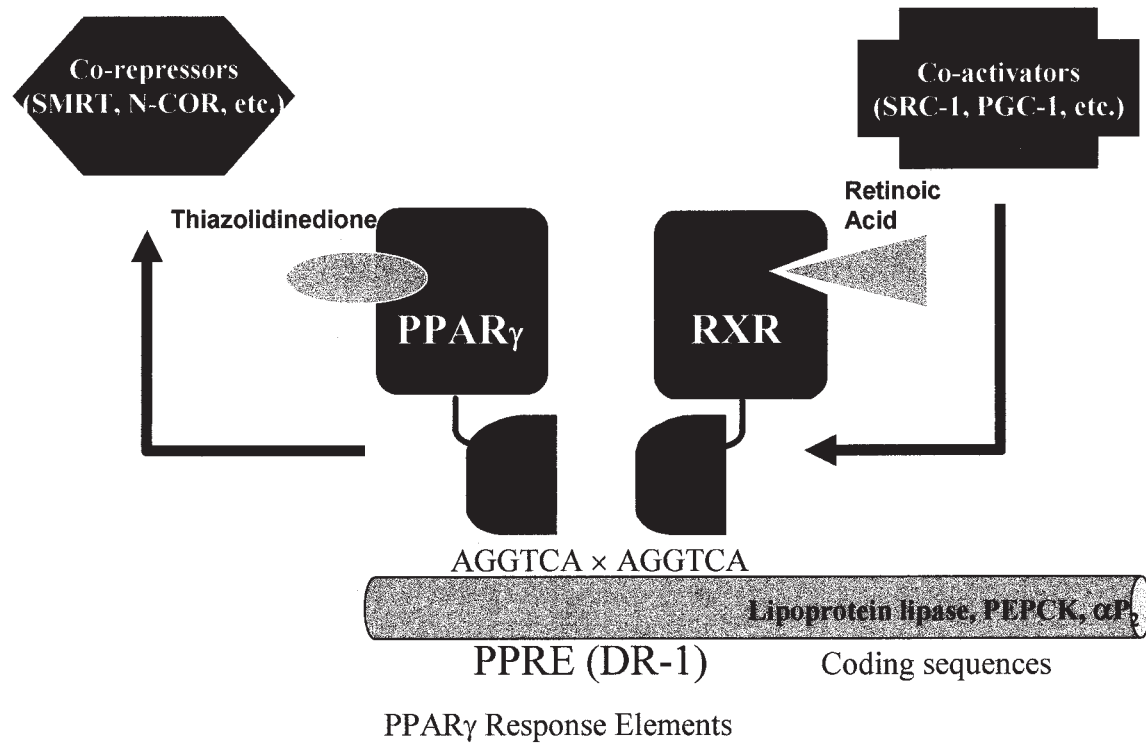 Co-repressors
(SMRT, N-COR, etc.)
Co-activators
(SRC-1, PGC-1, etc.)
Thiazolidinedione
Retinoic
Acid
PPARγ
RXR
AGGTCA × AGGTCA
Lipoprotein lipase, PEPCK, αP2
PPRE (DR-1)
Coding sequences
PPARγ Response Elements